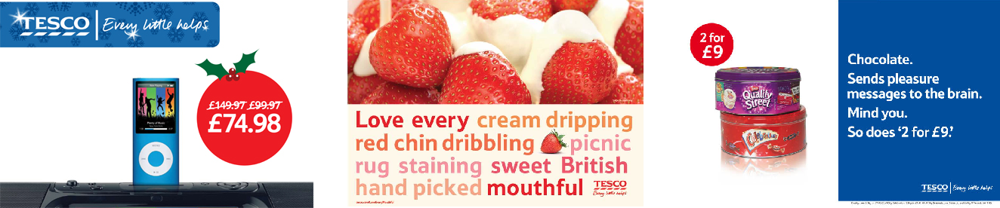 TESCO Every little helps
£149.97 £99.97
£74.98
Love every cream dripping
red chin dribbling picnic
rug staining sweet British
hand picked mouthful
TESCO
Every little helps
2 for
£9
Quality
Street
Celebrations
Chocolate.
Sends pleasure
messages to the brain.
Mind you.
So does ‘2 for £9.’
TESCO Every little helps